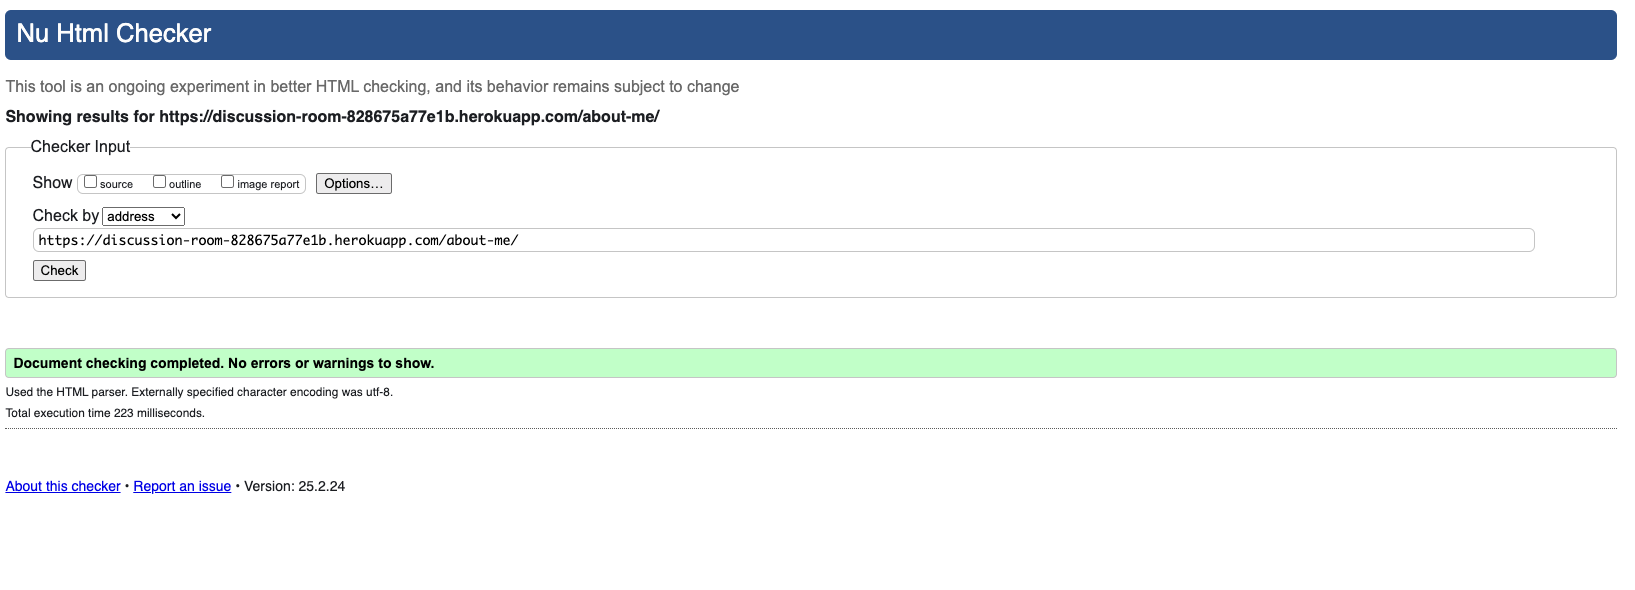 Nu Html Checker
This tool is an ongoing experiment in better HTML checking, and its behavior remains subject to change
Showing results for https://discussion-room-828675a77e1b.herokuapp.com/about-me/
Checker Input
Show source outline image report Options...
Check by address
https://discussion-room-828675a77e1b.herokuapp.com/about-me/
Check
Document checking completed. No errors or warnings to show.
Used the HTML parser. Externally specified character encoding was utf-8.
Total execution time 223 milliseconds.
About this checker • Report an issue • Version: 25.2.24